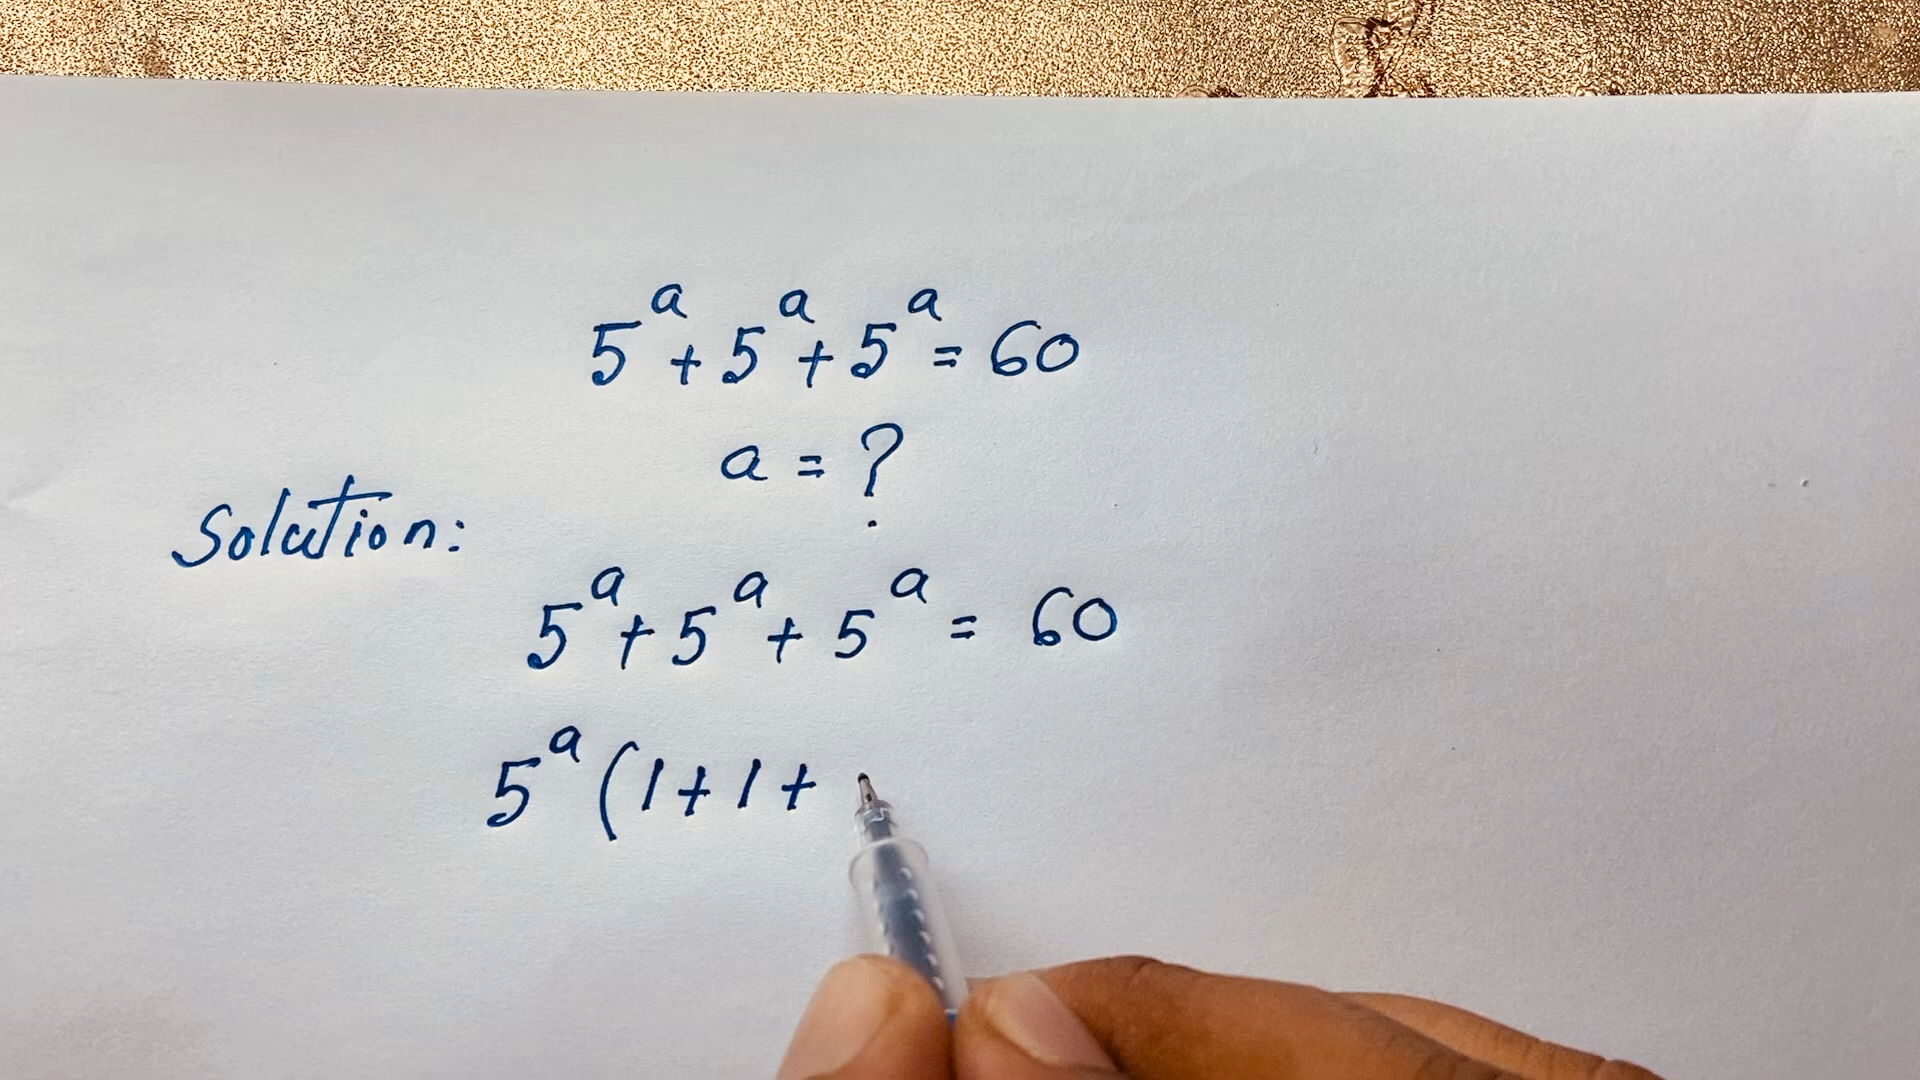 5^a + 5^a + 5^a = 60
a = ?
Solution:
5^a + 5^a + 5^a = 60
5^a (1 + 1 +